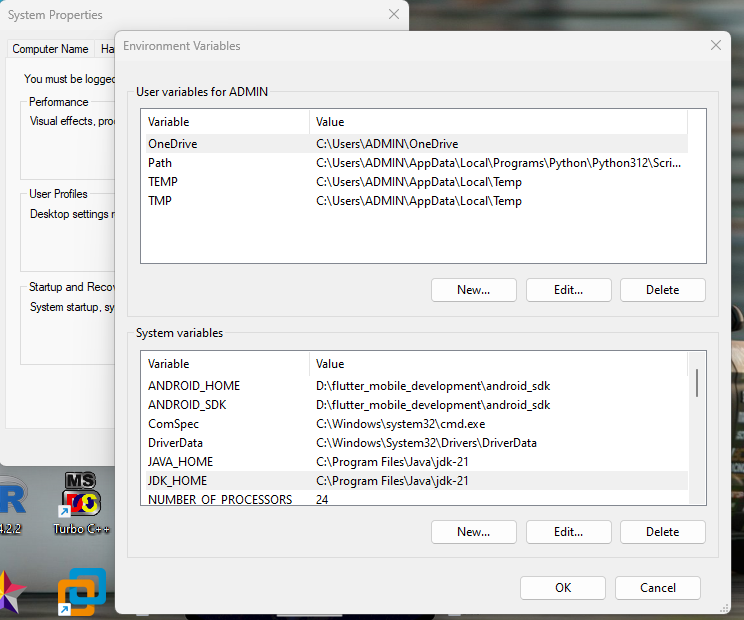 System Properties
Computer Name
You must be logged
Performance
Visual effects, pro
User Profiles
Desktop settings
Startup and Recov
System startup, sy
Environment Variables
User variables for ADMIN
Variable Value
OneDrive C:\Users\ADMIN\OneDrive
Path C:\Users\ADMIN\AppData\Local\Programs\Python\Python312\Scri...
TEMP C:\Users\ADMIN\AppData\Local\Temp
TMP C:\Users\ADMIN\AppData\Local\Temp
New... Edit... Delete
System variables
Variable Value
ANDROID_HOME D:\flutter_mobile_development\android_sdk
ANDROID_SDK D:\flutter_mobile_development\android_sdk
ComSpec C:\Windows\system32\cmd.exe
DriverData C:\Windows\System32\Drivers\DriverData
JAVA_HOME C:\Program Files\Java\jdk-21
JDK_HOME C:\Program Files\Java\jdk-21
NUMBER_OF_PROCESSORS 24
New... Edit... Delete
OK Cancel
R
4.2.2
MS
DOS
Turbo C++